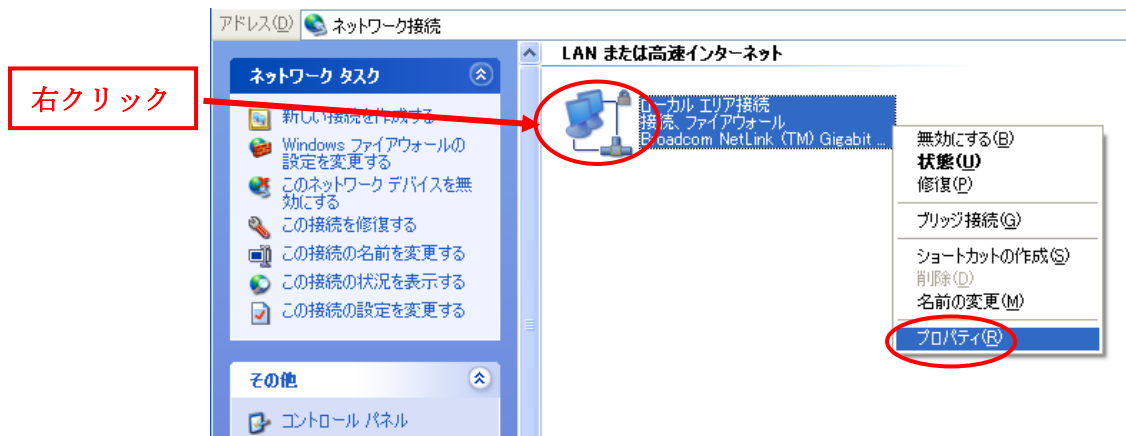 アドレス(D) ネットワーク接続
ネットワーク タスク
新しい接続を作成する
Windows ファイアウォールの
設定を変更する
このネットワーク デバイスを無
効にする
この接続を修復する
この接続の名前を変更する
この接続の状況を表示する
この接続の設定を変更する
その他
コントロール パネル
右クリック
LAN または高速インターネット
ローカル エリア接続
接続、ファイアウォール
Broadcom NetLink (TM) Gigabit ...
無効にする(B)
状態(U)
修復(P)
ブリッジ接続(G)
ショートカットの作成(S)
削除(D)
名前の変更(M)
プロパティ(R)